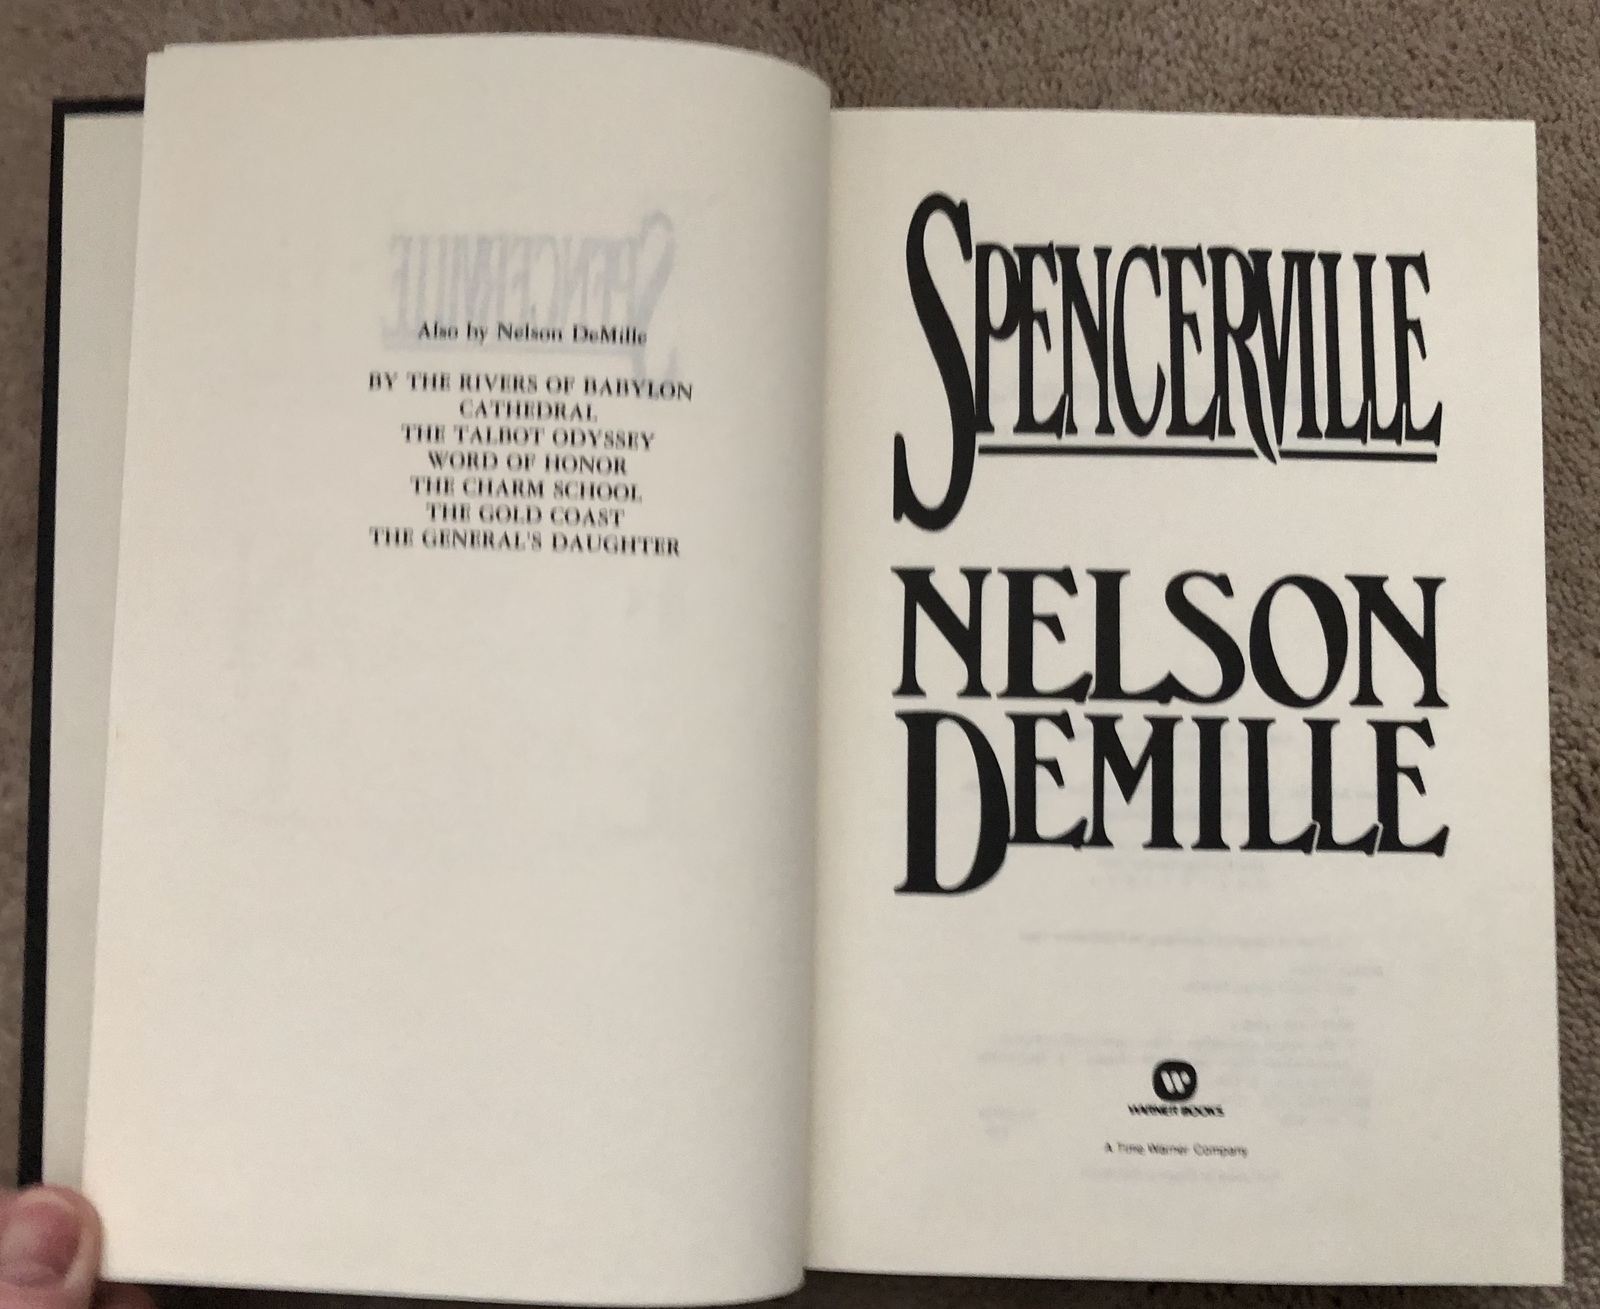 Also by Nelson DeMille
BY THE RIVERS OF BABYLON
CATHEDRAL
THE TALBOT ODYSSEY
WORD OF HONOR
THE CHARM SCHOOL
THE GOLD COAST
THE GENERAL'S DAUGHTER
SPENCERVILLE
NELSON
DEMILLE
W
WARNER BOOKS
A Time Warner Company